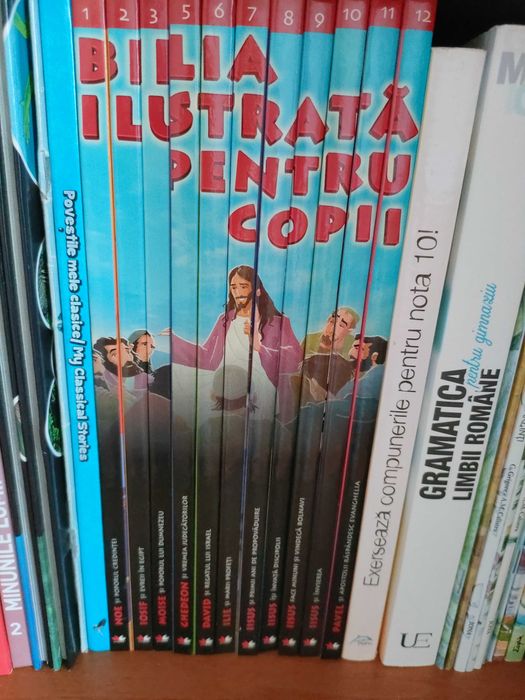 MINUNILE LUMII
2
Poveștile mele clasice/ My Classical Stories
1 2 3 5 6 7 8 9 10 11 12
BILIA
ILUSTRATĂ
PENTRU
COPII
NOE ȘI POPORUL CREDINȚEI
IOSIF ȘI EVREII ÎN EGIPT
MOISE ȘI POPORUL LUI DUMNEZEU
GHEDEON ȘI VREMEA JUDECĂTORILOR
DAVID ȘI REGATUL LUI ISRAEL
ILIE ȘI MARII PROFEȚI
IISUS ȘI PRIMII ANI DE PROPOVĂDUIRE
IISUS ÎȘI ÎNVAȚĂ DISCIPOLII
IISUS FACE MINUNI ȘI VINDECĂ BOLNAVI
IISUS ȘI ÎNVIEREA
PAVEL ȘI APOSTOLII RĂSPÂNDESC EVANGHELIA
Exersează compunerile pentru nota 10!
GRAMATICA
LIMBII ROMÂNE
pentru gimnaziu
UE
M